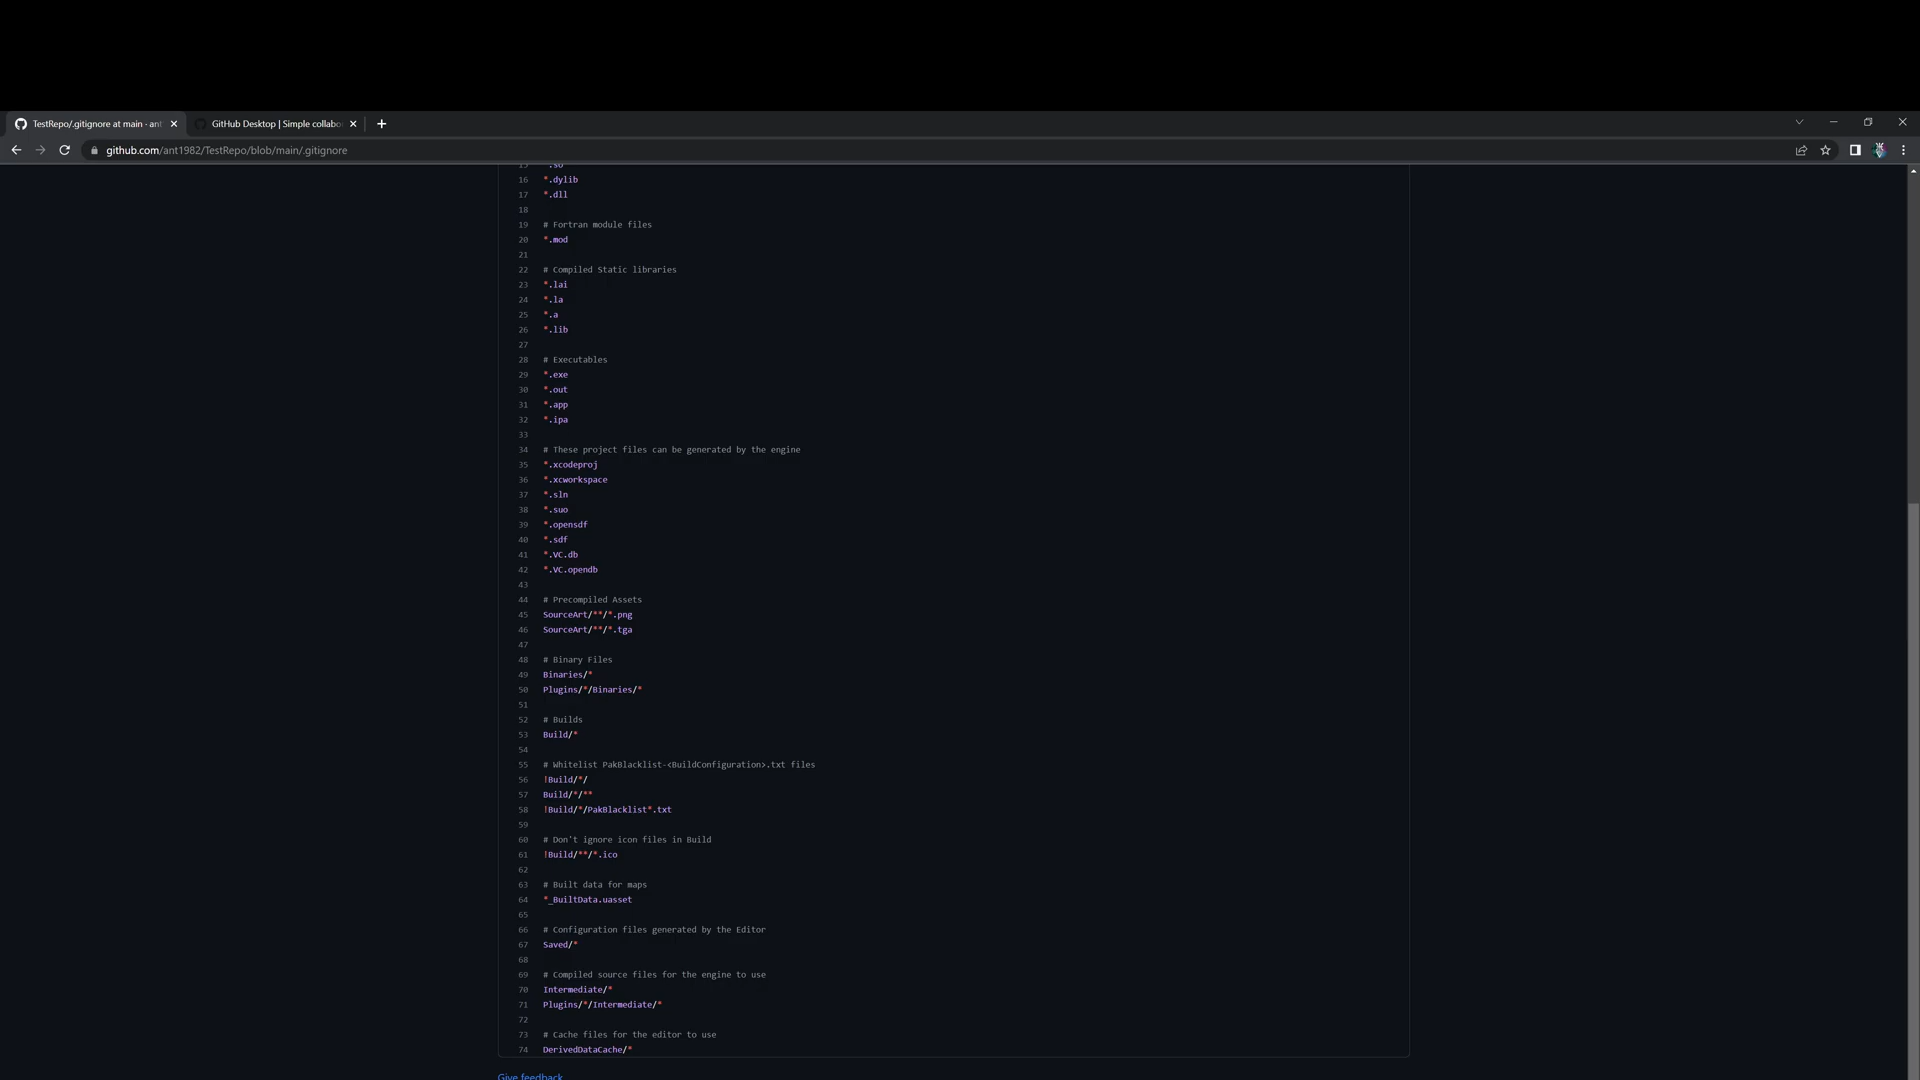 TestRepo/.gitignore at main · ant
GitHub Desktop | Simple collabo
github.com/ant1982/TestRepo/blob/main/.gitignore
15 *.so
16 *.dylib
17 *.dll
18
19 # Fortran module files
20 *.mod
21
22 # Compiled Static libraries
23 *.lai
24 *.la
25 *.a
26 *.lib
27
28 # Executables
29 *.exe
30 *.out
31 *.app
32 *.ipa
33
34 # These project files can be generated by the engine
35 *.xcodeproj
36 *.xcworkspace
37 *.sln
38 *.suo
39 *.opensdf
40 *.sdf
41 *.VC.db
42 *.VC.opendb
43
44 # Precompiled Assets
45 SourceArt/**/*.png
46 SourceArt/**/*.tga
47
48 # Binary Files
49 Binaries/*
50 Plugins/*/Binaries/*
51
52 # Builds
53 Build/*
54
55 # Whitelist PakBlacklist-<BuildConfiguration>.txt files
56 !Build/*/
57 Build/*/**
58 !Build/*/PakBlacklist*.txt
59
60 # Don't ignore icon files in Build
61 !Build/**/*.ico
62
63 # Built data for maps
64 *_BuiltData.uasset
65
66 # Configuration files generated by the Editor
67 Saved/*
68
69 # Compiled source files for the engine to use
70 Intermediate/*
71 Plugins/*/Intermediate/*
72
73 # Cache files for the editor to use
74 DerivedDataCache/*
Give feedback